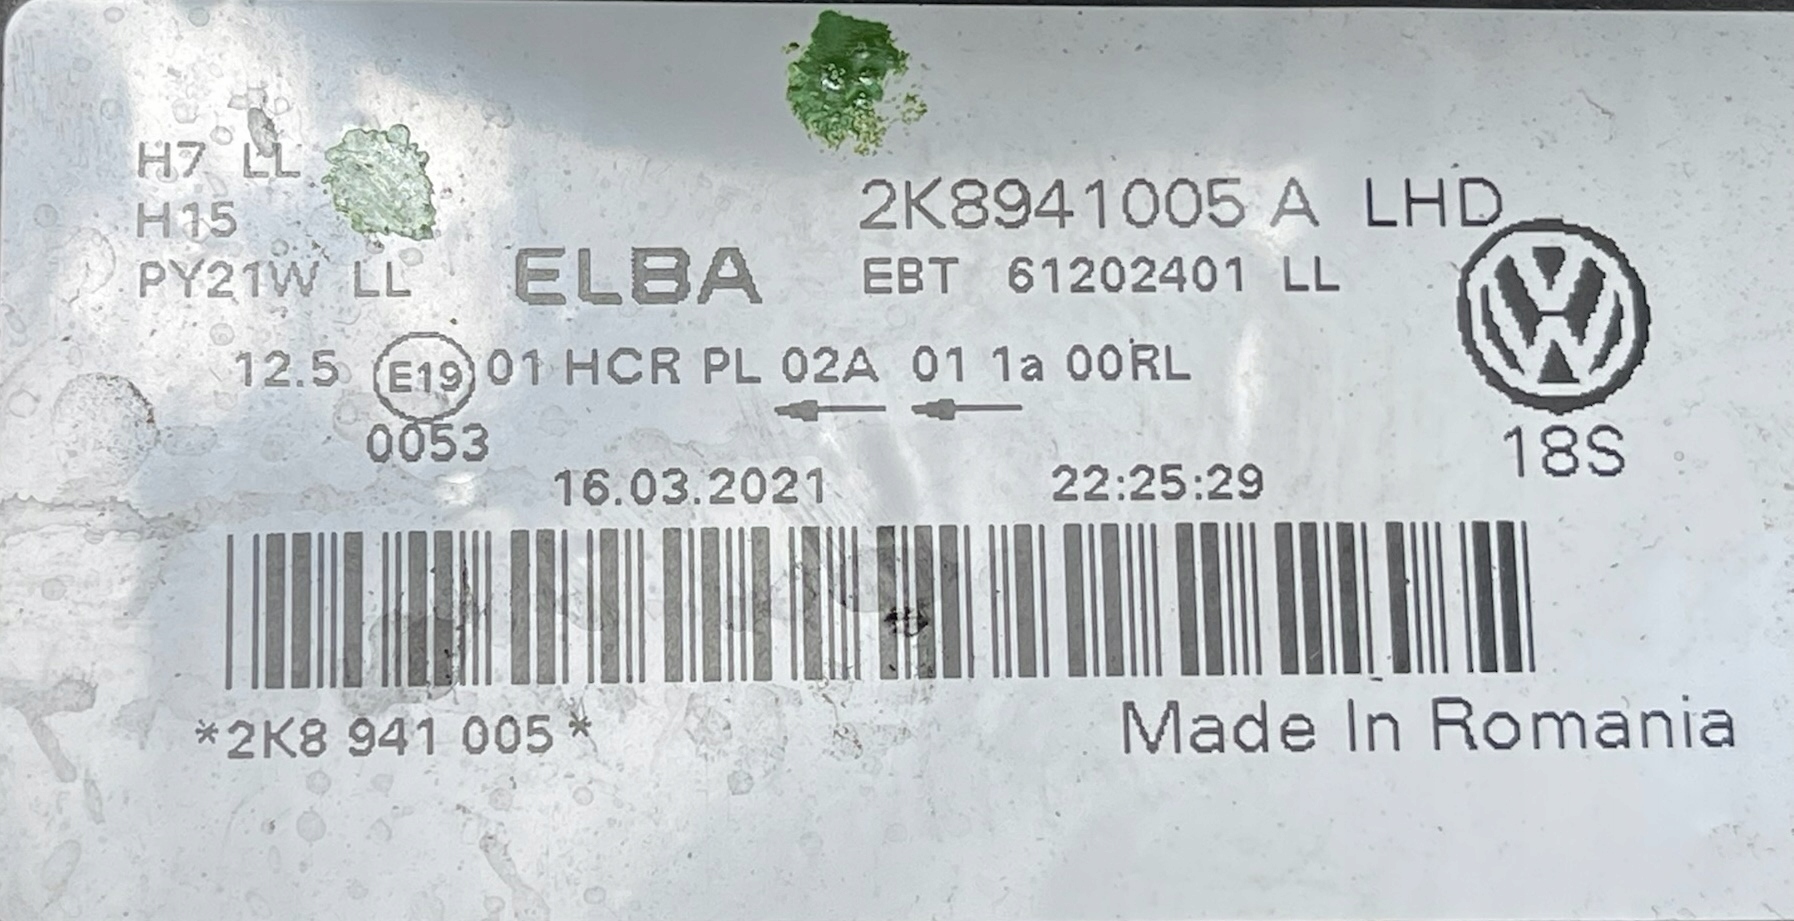 H7 LL
H15
PY21W LL
ELBA
2K8941005 A LHD
EBT 61202401 LL
12.5 E19 01 HCR PL 02A 01 1a 00RL
0053
18S
16.03.2021 22:25:29
*2K8 941 005*
Made In Romania